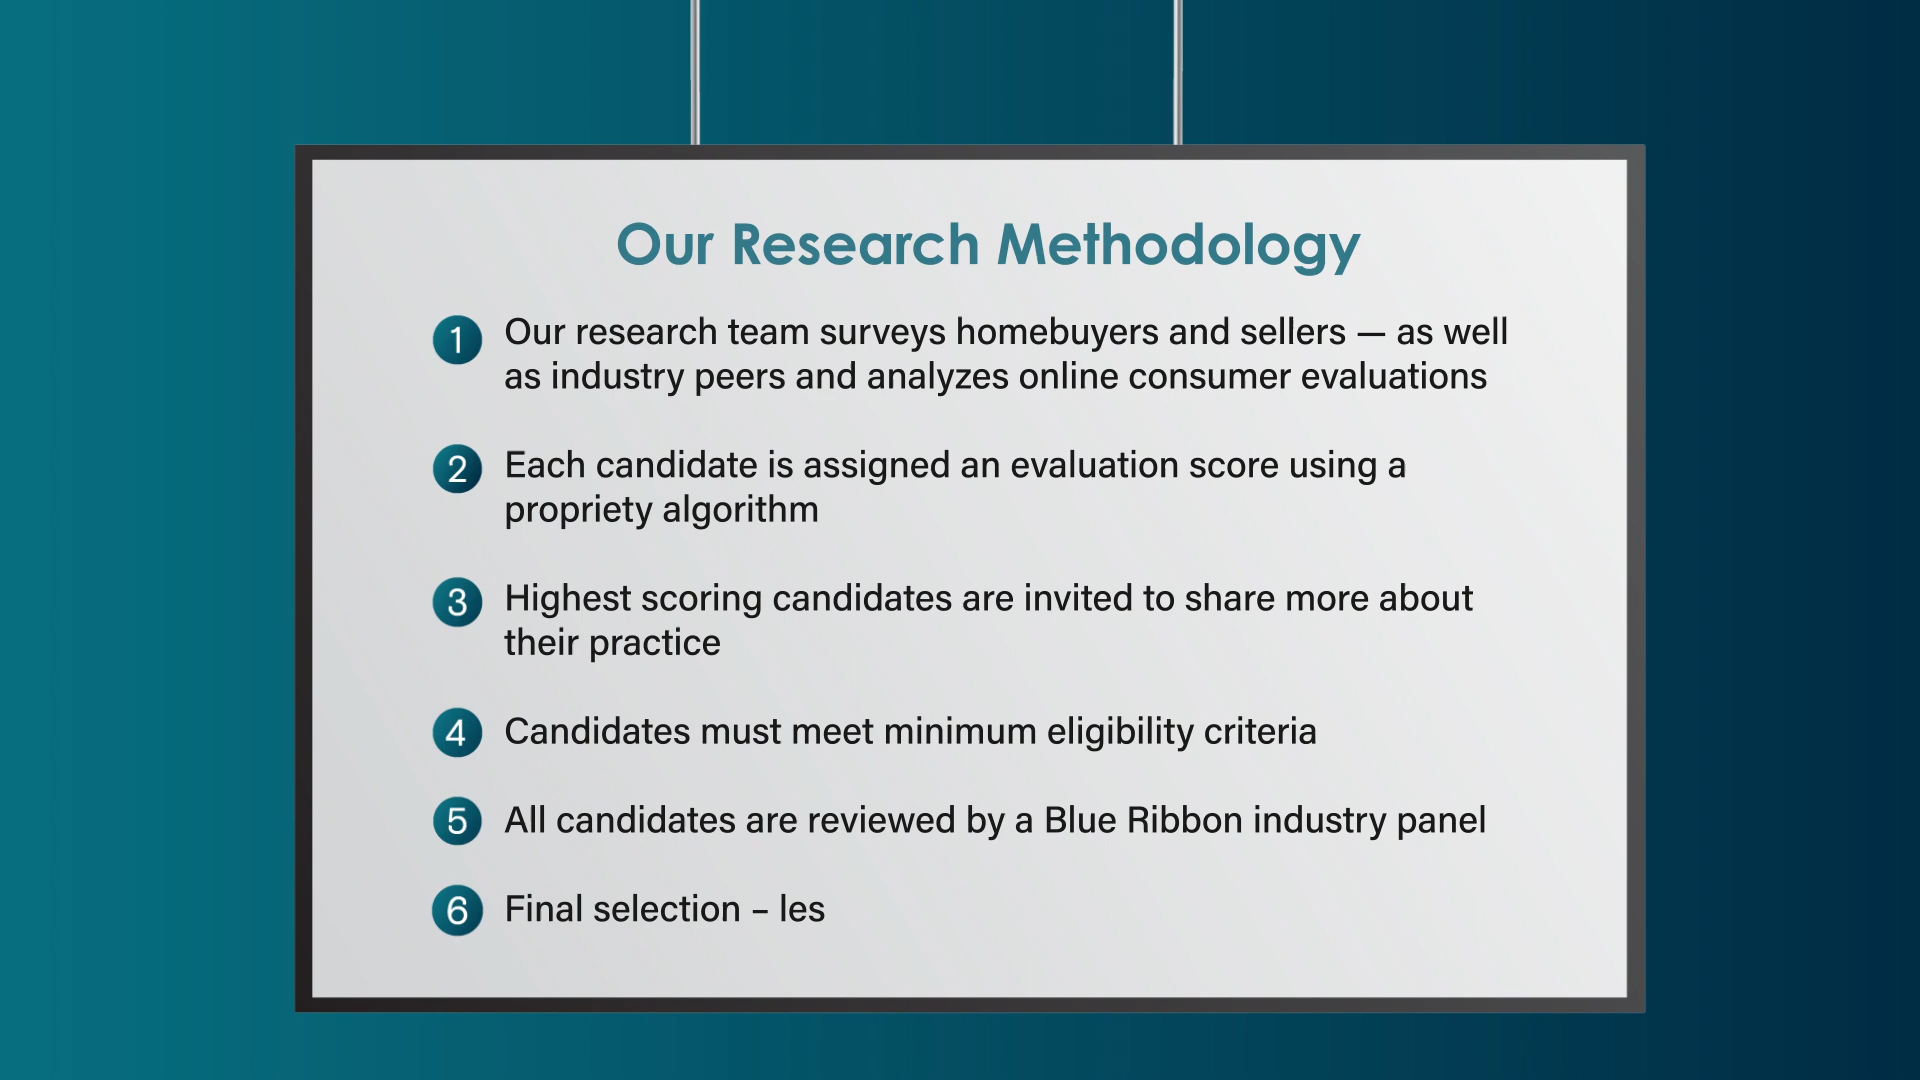 Our Research Methodology
1 Our research team surveys homebuyers and sellers — as well
as industry peers and analyzes online consumer evaluations
2 Each candidate is assigned an evaluation score using a
propriety algorithm
3 Highest scoring candidates are invited to share more about
their practice
4 Candidates must meet minimum eligibility criteria
5 All candidates are reviewed by a Blue Ribbon industry panel
6 Final selection – les